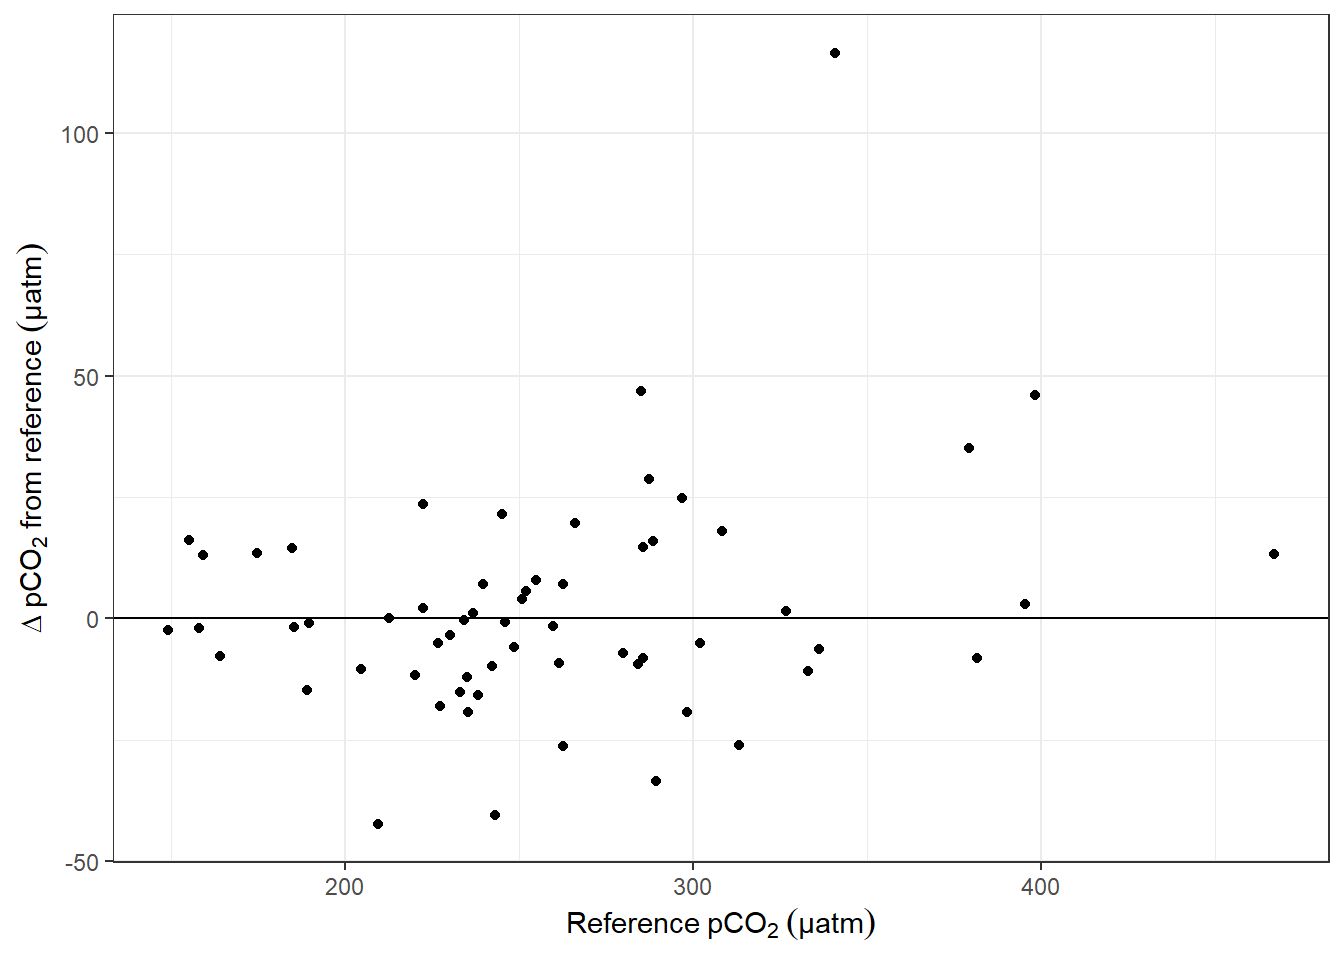 100
50
0
-50
200 300 400
Reference pCO₂ (µatm)
Δ pCO₂ from reference (µatm)